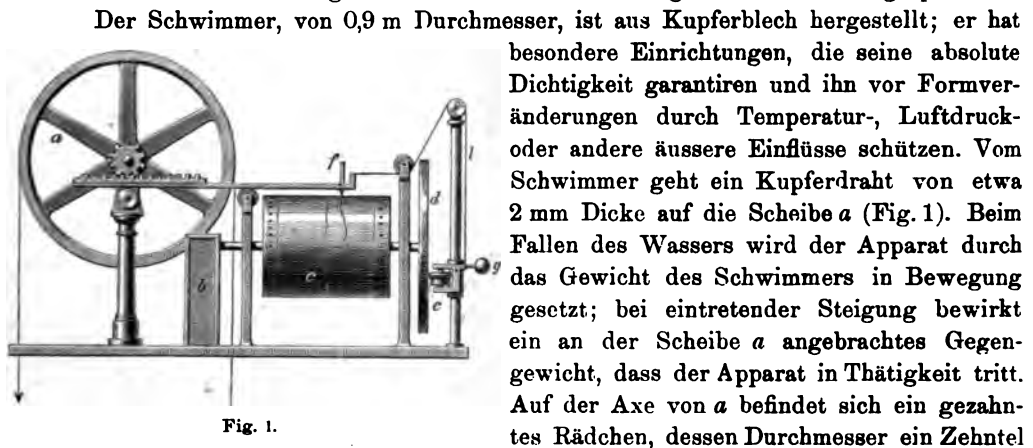 Der Schwimmer, von 0,9 m Durchmesser, ist aus Kupferblech hergestellt; er hat
besondere Einrichtungen, die seine absolute
Dichtigkeit garantiren und ihn vor Formver-
änderungen durch Temperatur-, Luftdruck-
oder andere äussere Einflüsse schützen. Vom
Schwimmer geht ein Kupferdraht von etwa
2 mm Dicke auf die Scheibe a (Fig. 1). Beim
Fallen des Wassers wird der Apparat durch
das Gewicht des Schwimmers in Bewegung
gesetzt; bei eintretender Steigung bewirkt
ein an der Scheibe a angebrachtes Gegen-
gewicht, dass der Apparat in Thätigkeit tritt.
Auf der Axe von a befindet sich ein gezahn-
tes Rädchen, dessen Durchmesser ein Zehntel
a
f
l
d
g
c
b
e
Fig. 1.